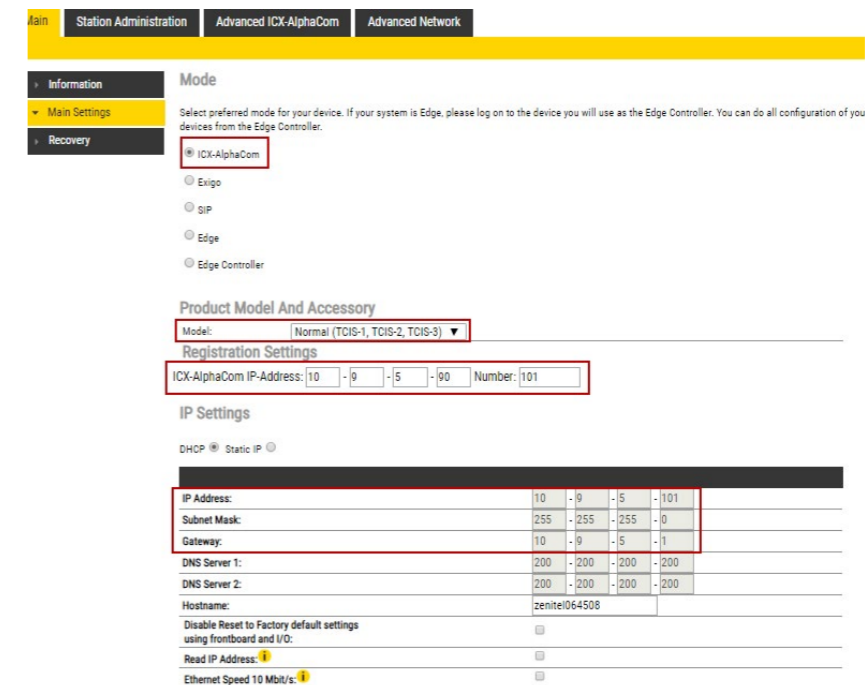 Main Station Administration Advanced ICX-AlphaCom Advanced Network
Information
Main Settings
Recovery
Mode
Select preferred mode for your device. If your system is Edge, please log on to the device you will use as the Edge Controller. You can do all configuration of you
devices from the Edge Controller.
ICX-AlphaCom
Exigo
SIP
Edge
Edge Controller
Product Model And Accessory
Model: Normal (TCIS-1, TCIS-2, TCIS-3)
Registration Settings
ICX-AlphaCom IP-Address: 10 - 9 - 5 - 90 Number: 101
IP Settings
DHCP Static IP
IP Address: 10 - 9 - 5 - 101
Subnet Mask: 255 - 255 - 255 - 0
Gateway: 10 - 9 - 5 - 1
DNS Server 1: 200 - 200 - 200 - 200
DNS Server 2: 200 - 200 - 200 - 200
Hostname: zenitel064508
Disable Reset to Factory default settings
using frontboard and I/O:
Read IP Address: i
Ethernet Speed 10 Mbit/s: i